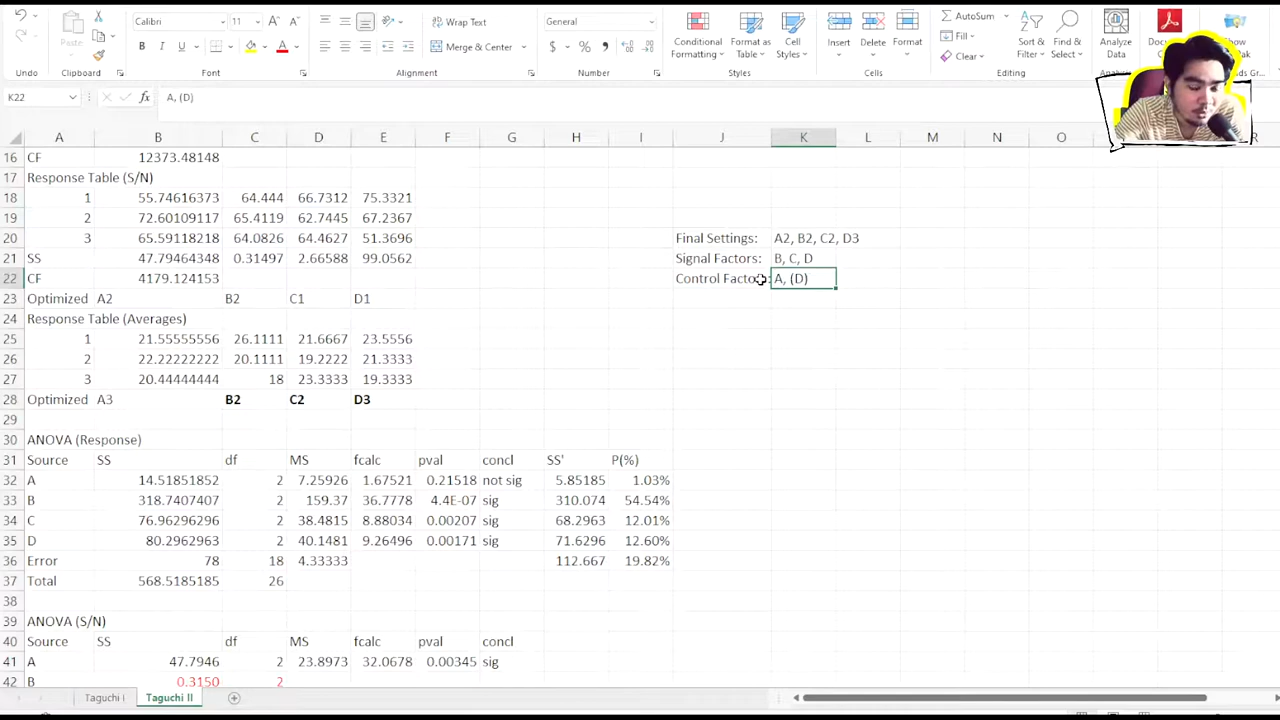 Calibri 11 Wrap Text General AutoSum
Merge & Center Conditional Formatting Format as Table Cell Styles Insert Delete Format Fill Clear Sort & Filter Find & Select Analyze Data
Paste
Undo Clipboard Font Alignment Number Styles Cells Editing
K22 fx A, (D)
A B C D E F G H I J K L M N O P
16 CF 12373.48148
17 Response Table (S/N)
18 1 55.74616373 64.444 66.7312 75.3321
19 2 72.60109117 65.4119 62.7445 67.2367
20 3 65.59118218 64.0826 64.4627 51.3696 Final Settings: A2, B2, C2, D3
21 SS 47.79464348 0.31497 2.66588 99.0562 Signal Factors: B, C, D
22 CF 4179.124153 Control Factors: A, (D)
23 Optimized A2 B2 C1 D1
24 Response Table (Averages)
25 1 21.55555556 26.1111 21.6667 23.5556
26 2 22.22222222 20.1111 19.2222 21.3333
27 3 20.44444444 18 23.3333 19.3333
28 Optimized A3 B2 C2 D3
29
30 ANOVA (Response)
31 Source SS df MS fcalc pval concl SS' P(%)
32 A 14.51851852 2 7.25926 1.67521 0.21518 not sig 5.85185 1.03%
33 B 318.7407407 2 159.37 36.7778 4.4E-07 sig 310.074 54.54%
34 C 76.96296296 2 38.4815 8.88034 0.00207 sig 68.2963 12.01%
35 D 80.2962963 2 40.1481 9.26496 0.00171 sig 71.6296 12.60%
36 Error 78 18 4.33333 112.667 19.82%
37 Total 568.5185185 26
38
39 ANOVA (S/N)
40 Source SS df MS fcalc pval concl
41 A 47.7946 2 23.8973 32.0678 0.00345 sig
42 B 0.3150 2
Taguchi I Taguchi II